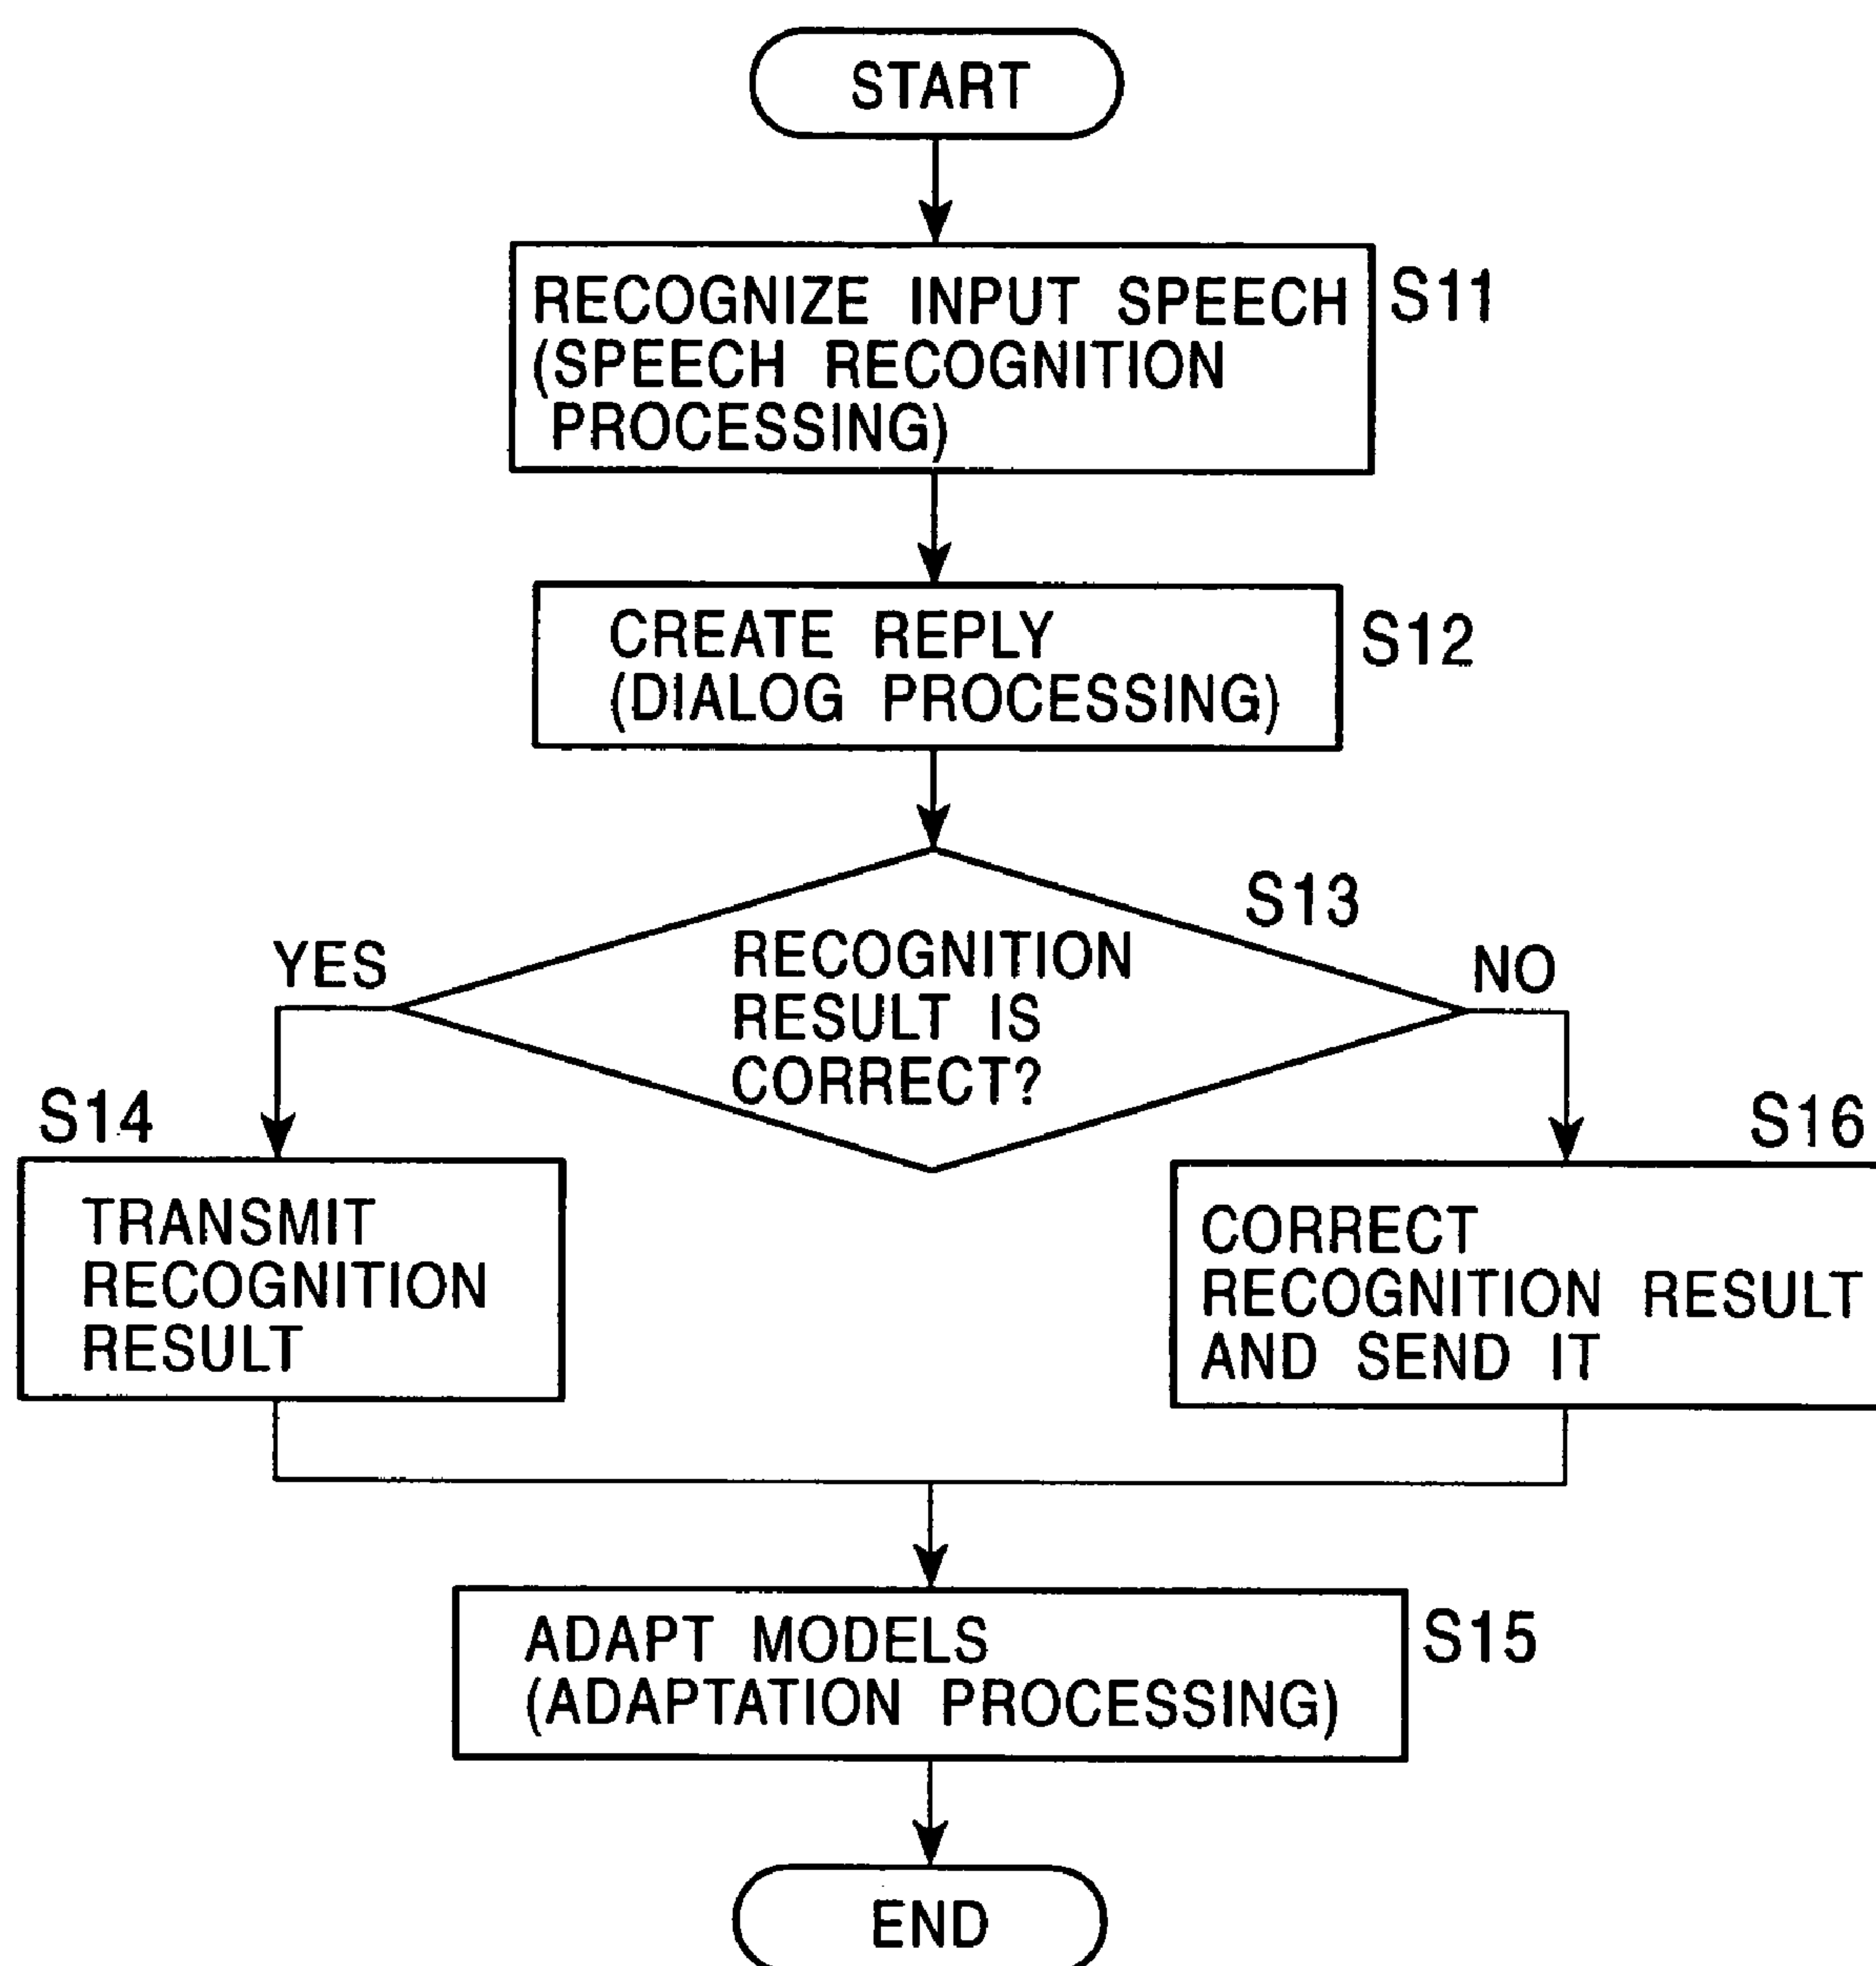 START
RECOGNIZE INPUT SPEECH
(SPEECH RECOGNITION
PROCESSING)
S11
CREATE REPLY
(DIALOG PROCESSING)
S12
S13
RECOGNITION
RESULT IS
CORRECT?
YES
NO
S14
TRANSMIT
RECOGNITION
RESULT
S16
CORRECT
RECOGNITION RESULT
AND SEND IT
ADAPT MODELS
(ADAPTATION PROCESSING)
S15
END